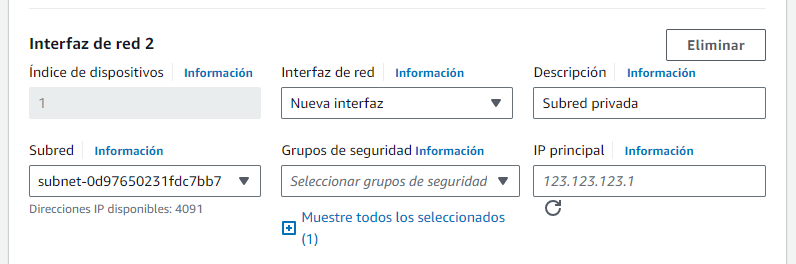 Interfaz de red 2
Eliminar
Índice de dispositivos Información
1
Interfaz de red Información
Nueva interfaz
Descripción Información
Subred privada
Subred Información
subnet-0d97650231fdc7bb7
Direcciones IP disponibles: 4091
Grupos de seguridad Información
Seleccionar grupos de seguridad
Muestre todos los seleccionados
(1)
IP principal Información
123.123.123.1